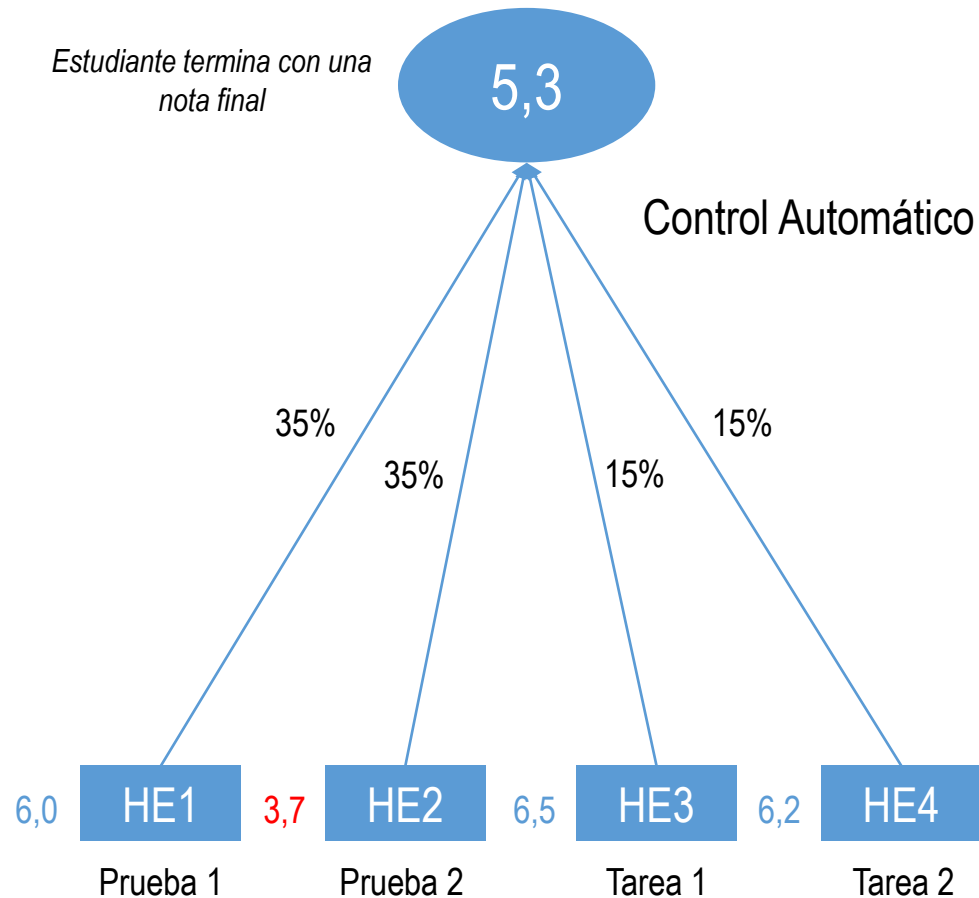 Estudiante termina con una
nota final
5,3
Control Automático
35%
35%
15%
15%
6,0
HE1
3,7
HE2
6,5
HE3
6,2
HE4
Prueba 1
Prueba 2
Tarea 1
Tarea 2